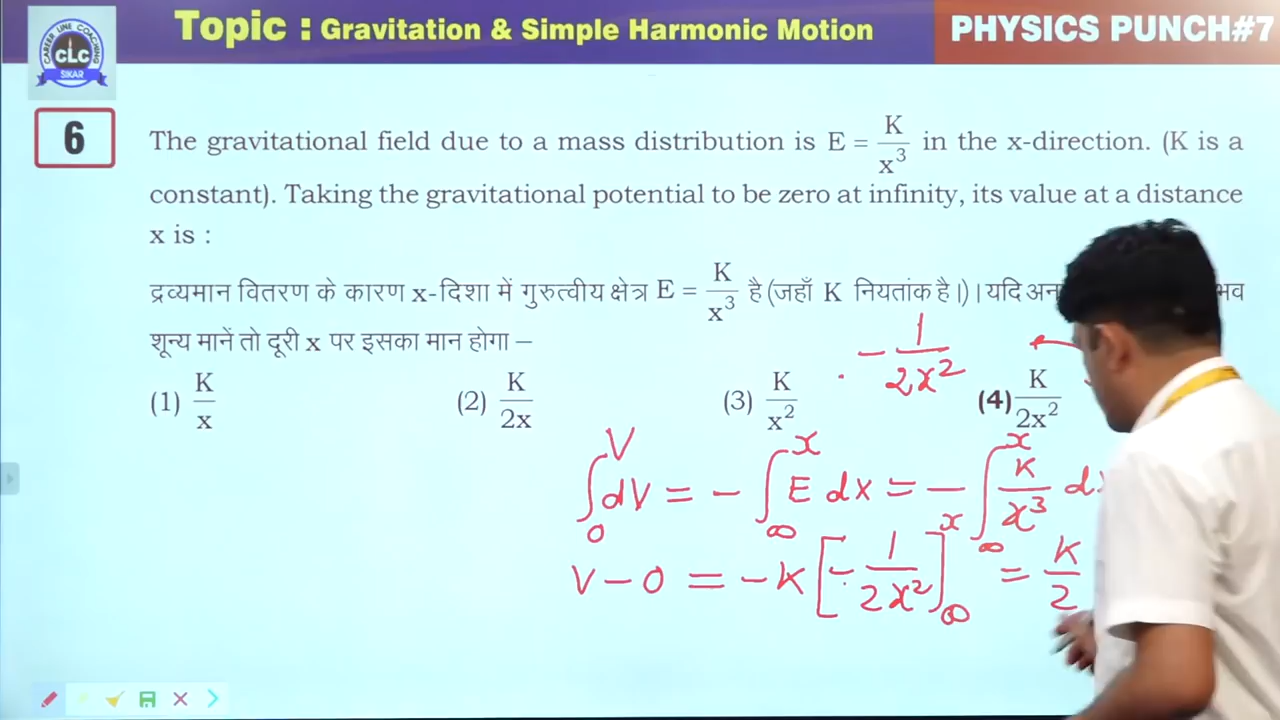 Topic : Gravitation & Simple Harmonic Motion
PHYSICS PUNCH#7
CAREER LINE COACHING
CLC
SIKAR
6
The gravitational field due to a mass distribution is E = K/x³ in the x-direction. (K is a
constant). Taking the gravitational potential to be zero at infinity, its value at a distance
x is :
द्रव्यमान वितरण के कारण x-दिशा में गुरुत्वीय क्षेत्र E = K/x³ है (जहाँ K नियतांक है।)। यदि
शून्य मानें तो दूरी x पर इसका मान होगा –
- 1/2x²
(1) K/x (2) K/2x (3) K/x² (4) K/2x²
∫₀^V dV = - ∫_∞^x E dx = - ∫_∞^x K/x³
V - 0 = - K [- 1/2x²]_∞^x = K/2